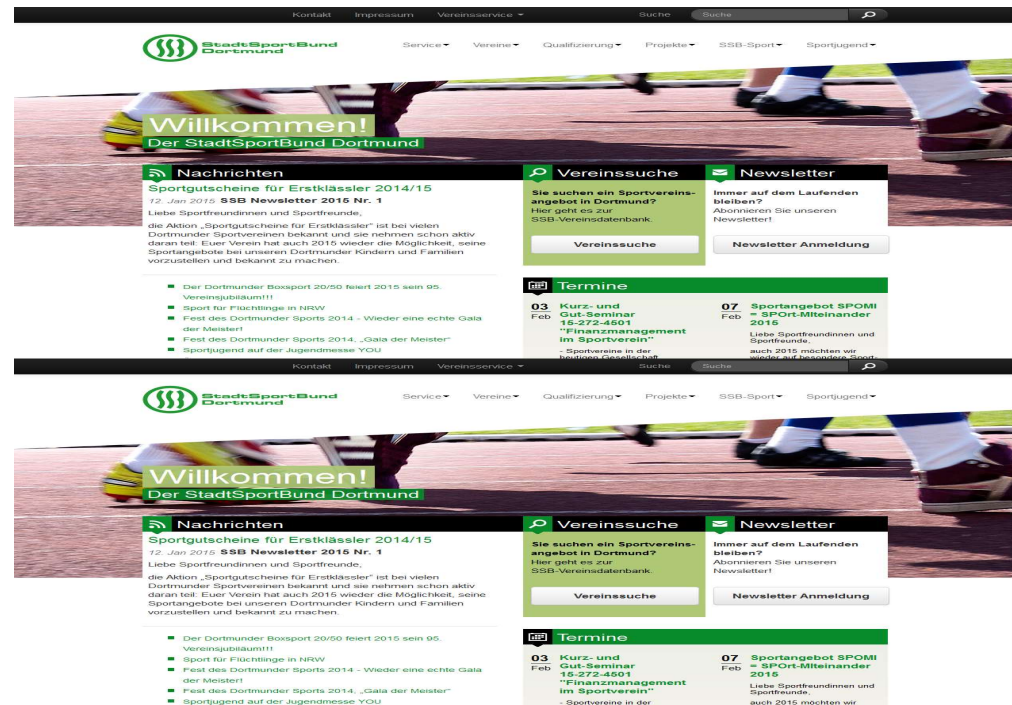 Kontakt Impressum Vereinsservice Suche Suche
StadtSportBund
Dortmund
Service Vereine Qualifizierung Projekte SSB-Sport Sportjugend
Willkommen!
Der StadtSportBund Dortmund
Nachrichten
Sportgutscheine für Erstklässler 2014/15
12. Jan 2015 SSB Newsletter 2015 Nr. 1
Liebe Sportfreundinnen und Sportfreunde,
die Aktion „Sportgutscheine für Erstklässler" ist bei vielen
Dortmunder Sportvereinen bekannt und sie nehmen schon aktiv
daran teil: Euer Verein hat auch 2015 wieder die Möglichkeit, seine
Sportangebote bei unseren Dortmunder Kindern und Familien
vorzustellen und bekannt zu machen.
Der Dortmunder Boxsport 20/50 feiert 2015 sein 95.
Vereinsjubiläum!!!
Sport für Flüchtlinge in NRW
Fest des Dortmunder Sports 2014 - Wieder eine echte Gala
der Meister!
Fest des Dortmunder Sports 2014, „Gala der Meister"
Sportjugend auf der Jugendmesse YOU
Vereinssuche
Sie suchen ein Sportvereins-
angebot in Dortmund?
Hier geht es zur
SSB-Vereinsdatenbank.
Vereinssuche
Newsletter
Immer auf dem Laufenden
bleiben?
Abonnieren Sie unseren
Newsletter!
Newsletter Anmeldung
Termine
03
Feb
Kurz- und
Gut-Seminar
15-272-4501
"Finanzmanagement
im Sportverein"
- Sportvereine in der
heutigen Gesellschaft
07
Feb
Sportangebot SPOMI
= SPOrt-MIteinander
2015
Liebe Sportfreundinnen und
Sportfreunde,
auch 2015 möchten wir
wieder auf besondere Sport-
Kontakt Impressum Vereinsservice Suche Suche
StadtSportBund
Dortmund
Service Vereine Qualifizierung Projekte SSB-Sport Sportjugend
Willkommen!
Der StadtSportBund Dortmund
Nachrichten
Sportgutscheine für Erstklässler 2014/15
12. Jan 2015 SSB Newsletter 2015 Nr. 1
Liebe Sportfreundinnen und Sportfreunde,
die Aktion „Sportgutscheine für Erstklässler" ist bei vielen
Dortmunder Sportvereinen bekannt und sie nehmen schon aktiv
daran teil: Euer Verein hat auch 2015 wieder die Möglichkeit, seine
Sportangebote bei unseren Dortmunder Kindern und Familien
vorzustellen und bekannt zu machen.
Der Dortmunder Boxsport 20/50 feiert 2015 sein 95.
Vereinsjubiläum!!!
Sport für Flüchtlinge in NRW
Fest des Dortmunder Sports 2014 - Wieder eine echte Gala
der Meister!
Fest des Dortmunder Sports 2014, „Gala der Meister"
Sportjugend auf der Jugendmesse YOU
Vereinssuche
Sie suchen ein Sportvereins-
angebot in Dortmund?
Hier geht es zur
SSB-Vereinsdatenbank.
Vereinssuche
Newsletter
Immer auf dem Laufenden
bleiben?
Abonnieren Sie unseren
Newsletter!
Newsletter Anmeldung
Termine
03
Feb
Kurz- und
Gut-Seminar
15-272-4501
"Finanzmanagement
im Sportverein"
- Sportvereine in der
07
Feb
Sportangebot SPOMI
= SPOrt-MIteinander
2015
Liebe Sportfreundinnen und
Sportfreunde,
auch 2015 möchten wir